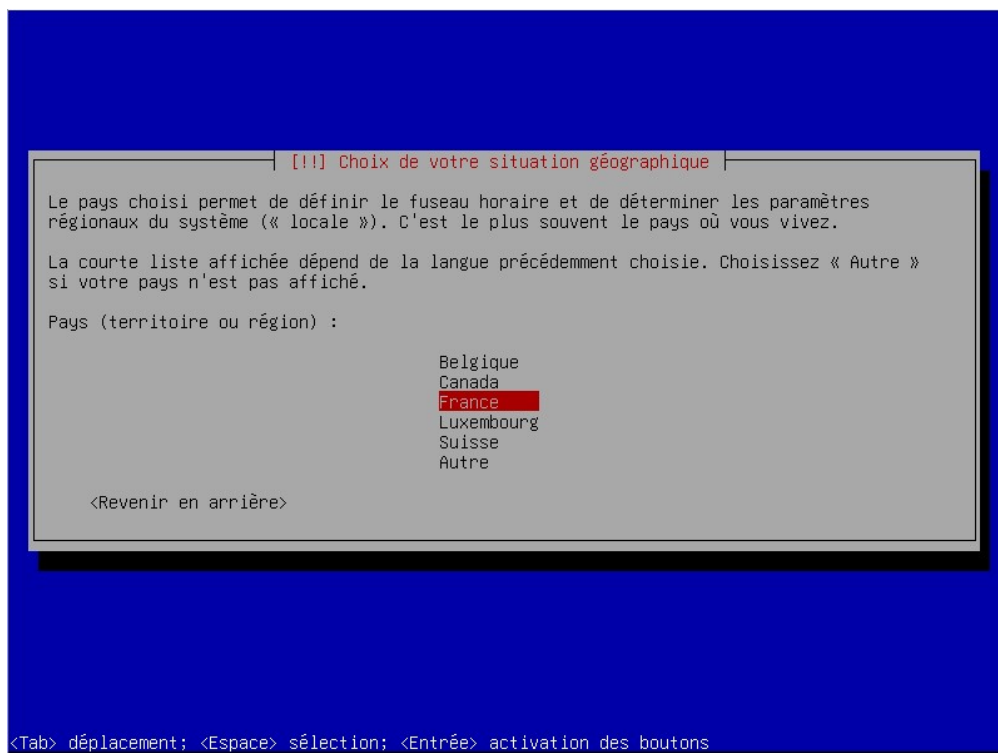 [!!] Choix de votre situation géographique
Le pays choisi permet de définir le fuseau horaire et de déterminer les paramètres
régionaux du système (« locale »). C'est le plus souvent le pays où vous vivez.
La courte liste affichée dépend de la langue précédemment choisie. Choisissez « Autre »
si votre pays n'est pas affiché.
Pays (territoire ou région) :
Belgique
Canada
France
Luxembourg
Suisse
Autre
<Revenir en arrière>
<Tab> déplacement; <Espace> sélection; <Entrée> activation des boutons